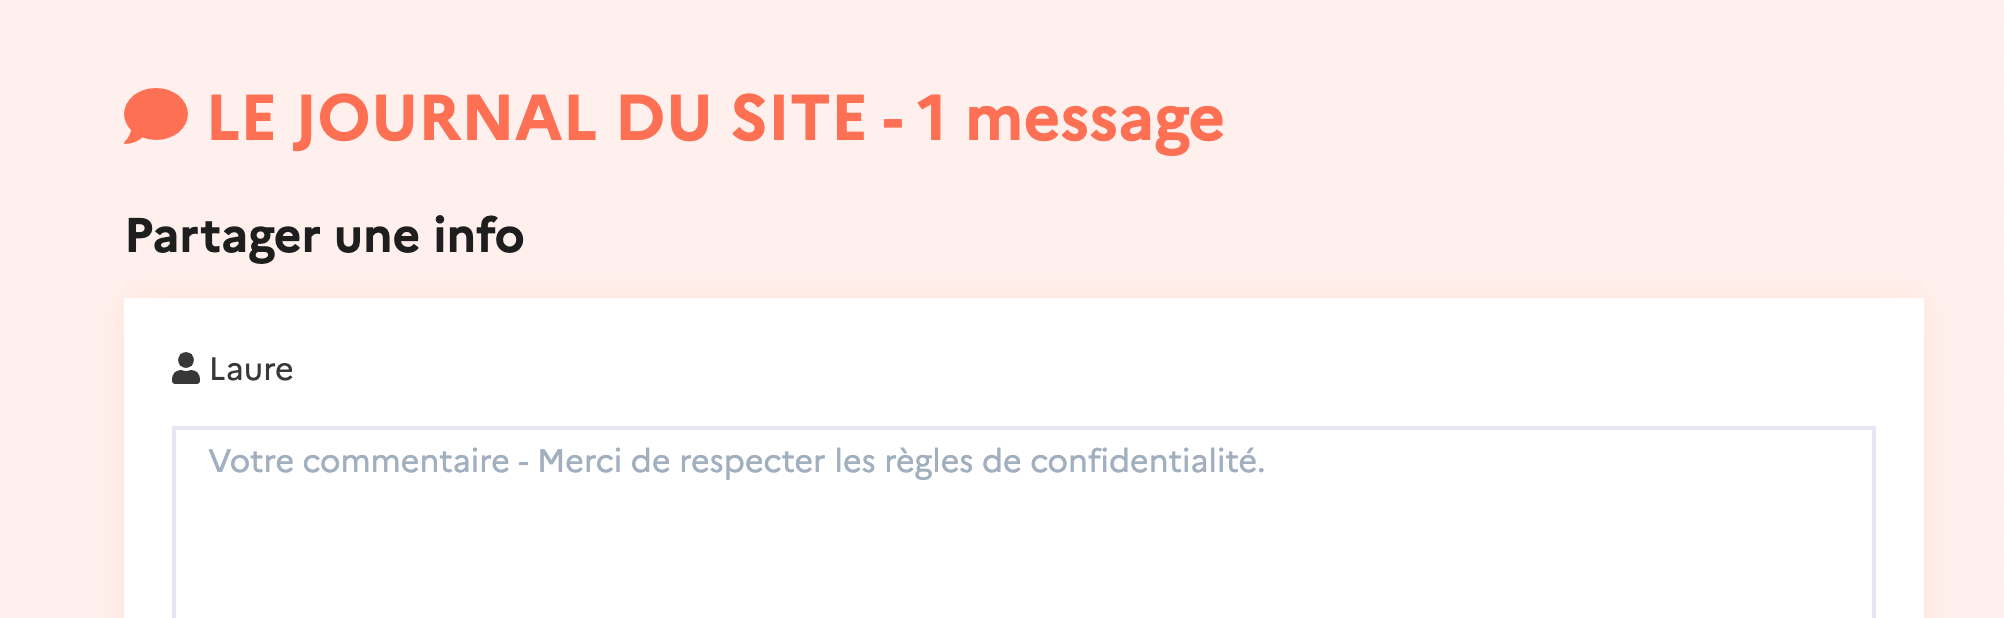 LE JOURNAL DU SITE - 1 message
Partager une info
Laure
Votre commentaire - Merci de respecter les règles de confidentialité.